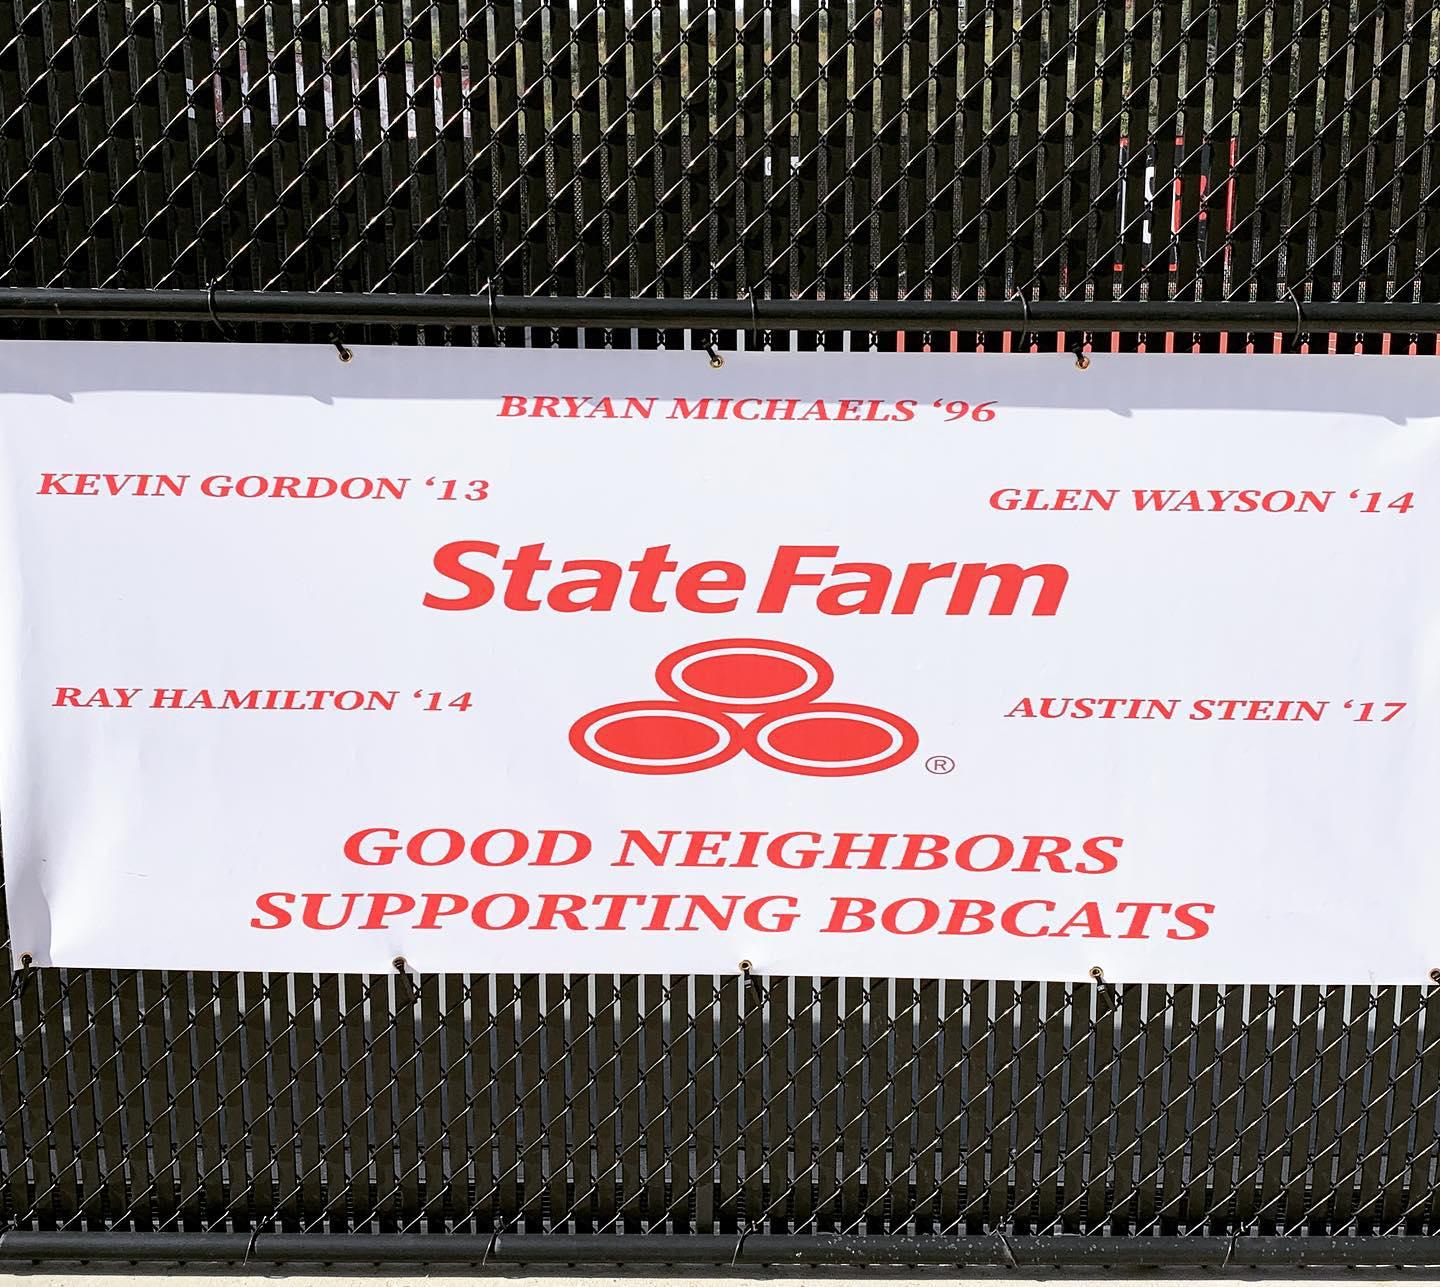 BRYAN MICHAELS ‘96
KEVIN GORDON ‘13
GLEN WAYSON ‘14
State Farm
RAY HAMILTON ‘14
AUSTIN STEIN ‘17
®
GOOD NEIGHBORS
SUPPORTING BOBCATS